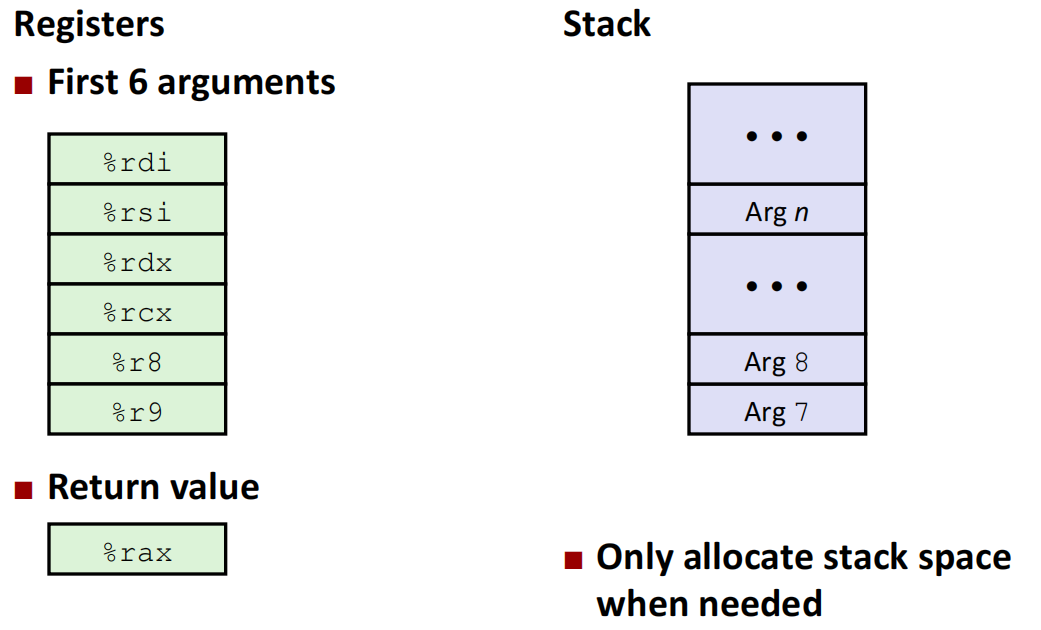 Registers
■ First 6 arguments
%rdi
%rsi
%rdx
%rcx
%r8
%r9
■ Return value
%rax
Stack
• • •
Arg n
• • •
Arg 8
Arg 7
■ Only allocate stack space
when needed